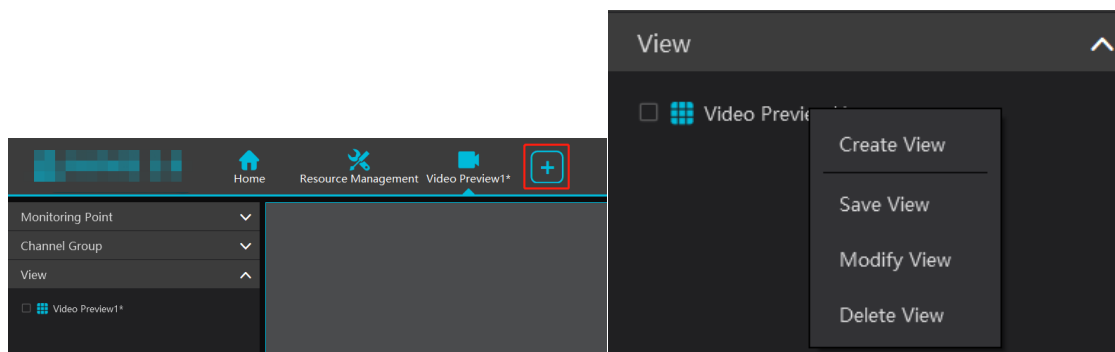 Home
Resource Management
Video Preview1*
+
Monitoring Point
Channel Group
View
Video Preview1*
View
Video
Create View
Save View
Modify View
Delete View